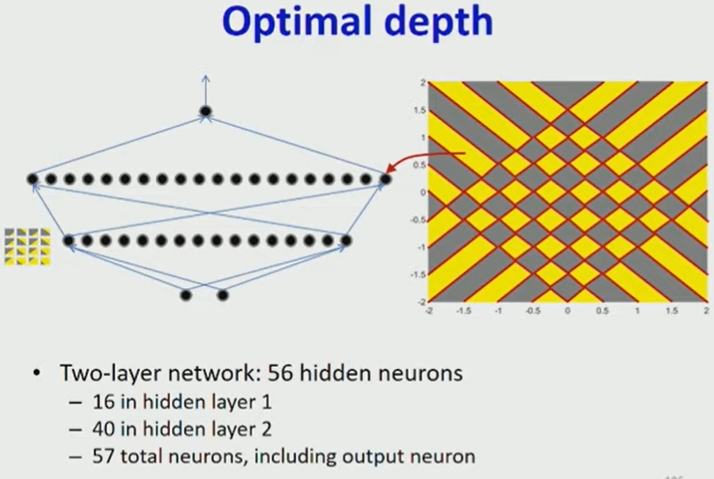 Optimal depth
2
1.5
1
0.5
0
-0.5
-1
-1.5
-2
-2 -1.5 -1 -0.5 0 0.5 1 1.5 2
• Two-layer network: 56 hidden neurons
– 16 in hidden layer 1
– 40 in hidden layer 2
– 57 total neurons, including output neuron